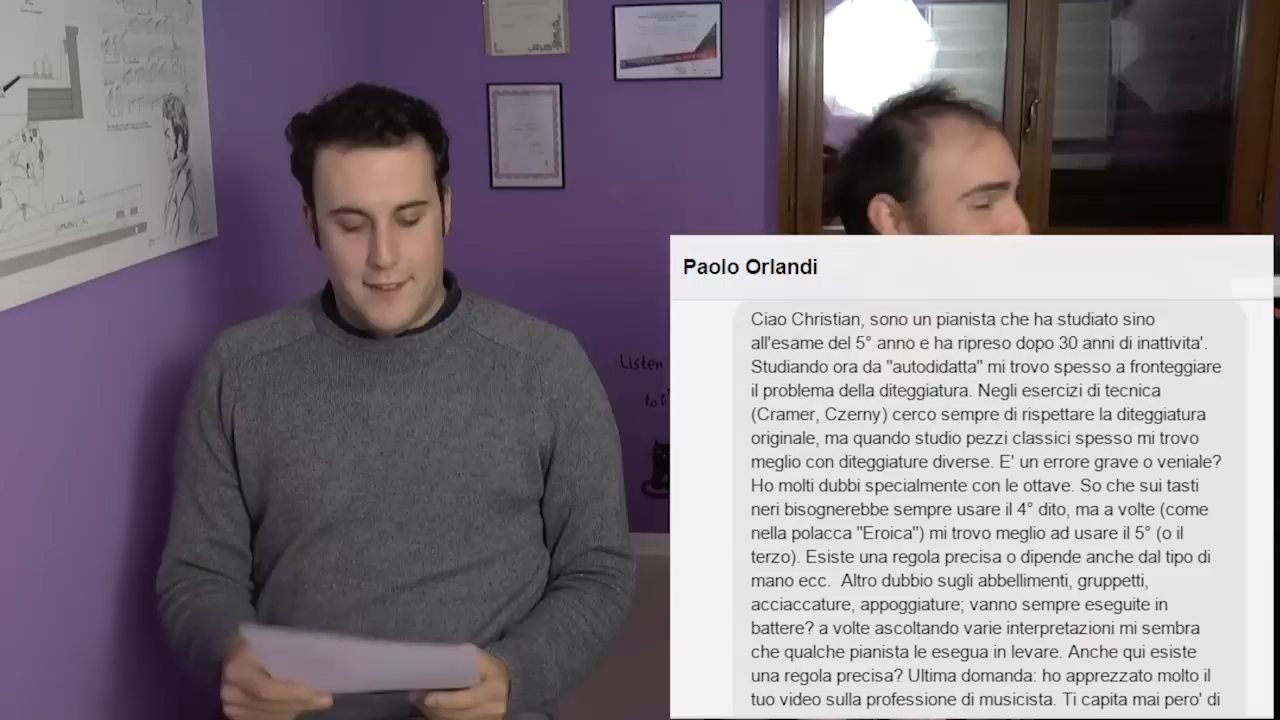 Paolo Orlandi
Ciao Christian, sono un pianista che ha studiato sino
all'esame del 5° anno e ha ripreso dopo 30 anni di inattivita'.
Studiando ora da "autodidatta" mi trovo spesso a fronteggiare
il problema della diteggiatura. Negli esercizi di tecnica
(Cramer, Czerny) cerco sempre di rispettare la diteggiatura
originale, ma quando studio pezzi classici spesso mi trovo
meglio con diteggiature diverse. E' un errore grave o veniale?
Ho molti dubbi specialmente con le ottave. So che sui tasti
neri bisognerebbe sempre usare il 4° dito, ma a volte (come
nella polacca "Eroica") mi trovo meglio ad usare il 5° (o il
terzo). Esiste una regola precisa o dipende anche dal tipo di
mano ecc.  Altro dubbio sugli abbellimenti, gruppetti,
acciaccature, appoggiature; vanno sempre eseguite in
battere? a volte ascoltando varie interpretazioni mi sembra
che qualche pianista le esegua in levare. Anche qui esiste
una regola precisa? Ultima domanda: ho apprezzato molto il
tuo video sulla professione di musicista. Ti capita mai pero' di
Listen